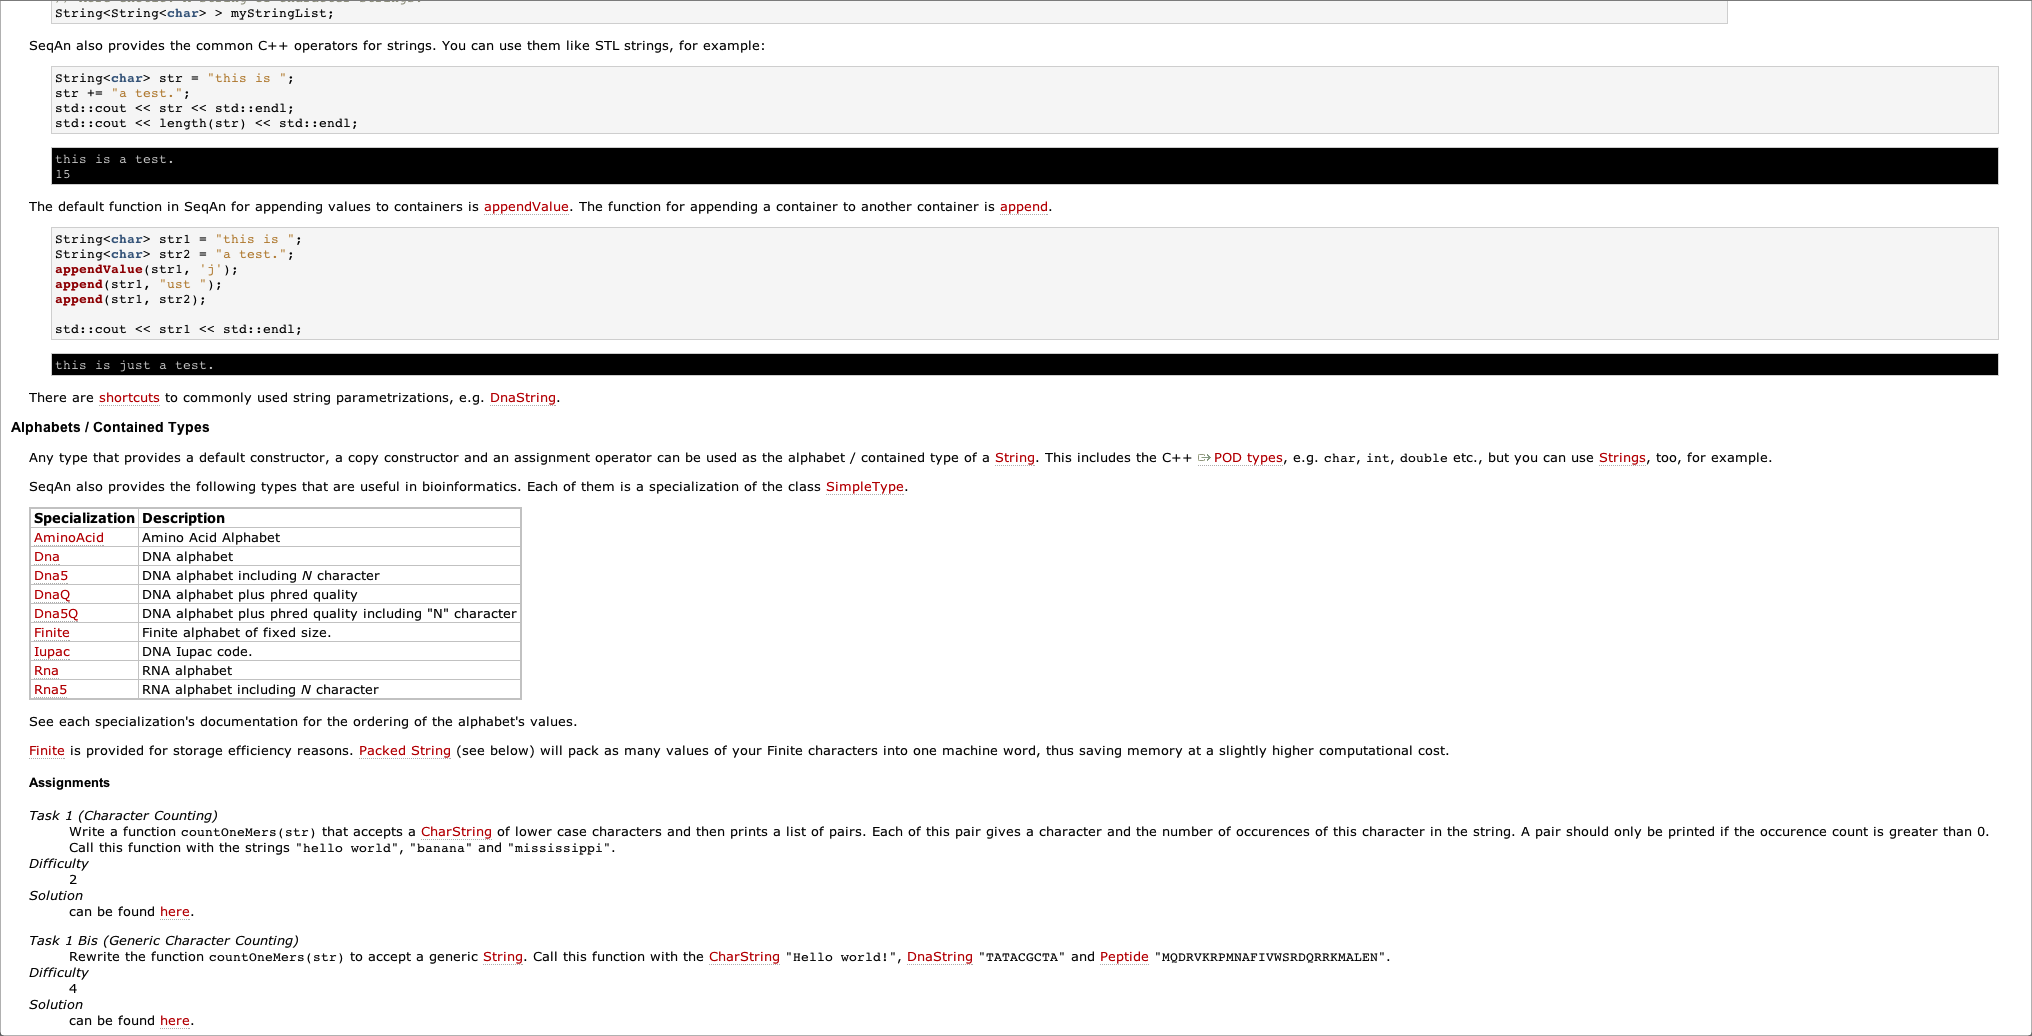 String<String<char> > myStringList;
SeqAn also provides the common C++ operators for strings. You can use them like STL strings, for example:
String<char> str = "this is ";
str += "a test.";
std::cout << str << std::endl;
std::cout << length(str) << std::endl;
this is a test.
15
The default function in SeqAn for appending values to containers is appendValue. The function for appending a container to another container is append.
String<char> str1 = "this is ";
String<char> str2 = "a test.";
appendValue(str1, 'j');
append(str1, "ust ");
append(str1, str2);
std::cout << str1 << std::endl;
this is just a test.
There are shortcuts to commonly used string parametrizations, e.g. DnaString.
Alphabets / Contained Types
Any type that provides a default constructor, a copy constructor and an assignment operator can be used as the alphabet / contained type of a String. This includes the C++ POD types, e.g. char, int, double etc., but you can use Strings, too, for example.
SeqAn also provides the following types that are useful in bioinformatics. Each of them is a specialization of the class SimpleType.
Specialization Description
AminoAcid Amino Acid Alphabet
Dna DNA alphabet
Dna5 DNA alphabet including N character
DnaQ DNA alphabet plus phred quality
Dna5Q DNA alphabet plus phred quality including "N" character
Finite Finite alphabet of fixed size.
Iupac DNA Iupac code.
Rna RNA alphabet
Rna5 RNA alphabet including N character
See each specialization's documentation for the ordering of the alphabet's values.
Finite is provided for storage efficiency reasons. Packed String (see below) will pack as many values of your Finite characters into one machine word, thus saving memory at a slightly higher computational cost.
Assignments
Task 1 (Character Counting)
Write a function countOneMers(str) that accepts a CharString of lower case characters and then prints a list of pairs. Each of this pair gives a character and the number of occurences of this character in the string. A pair should only be printed if the occurence count is greater than 0.
Call this function with the strings "hello world", "banana" and "mississippi".
Difficulty
2
Solution
can be found here.
Task 1 Bis (Generic Character Counting)
Rewrite the function countOneMers(str) to accept a generic String. Call this function with the CharString "Hello world!", DnaString "TATACGCTA" and Peptide "MQDRVKRPMNAFIVWSRDQRRKMALEN".
Difficulty
4
Solution
can be found here.